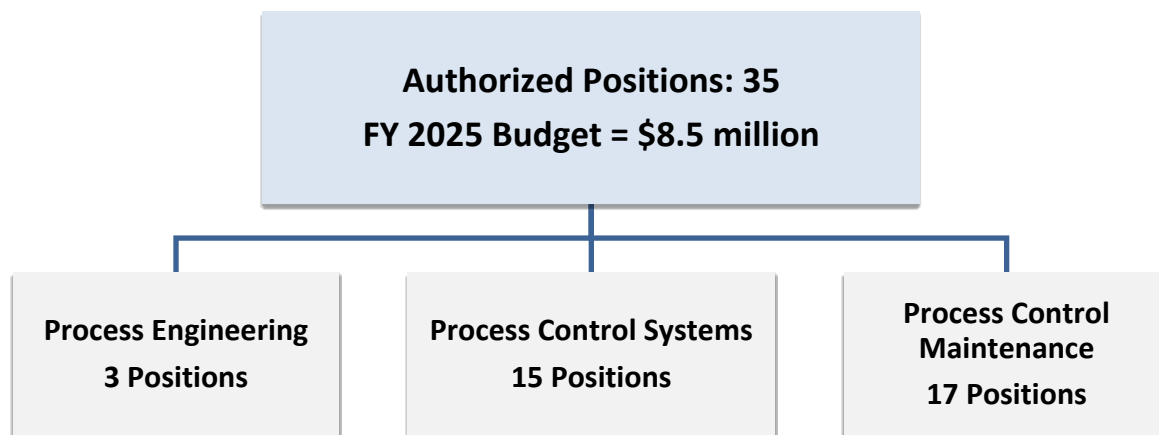 Authorized Positions: 35
FY 2025 Budget = $8.5 million
Process Engineering
3 Positions
Process Control Systems
15 Positions
Process Control
Maintenance
17 Positions